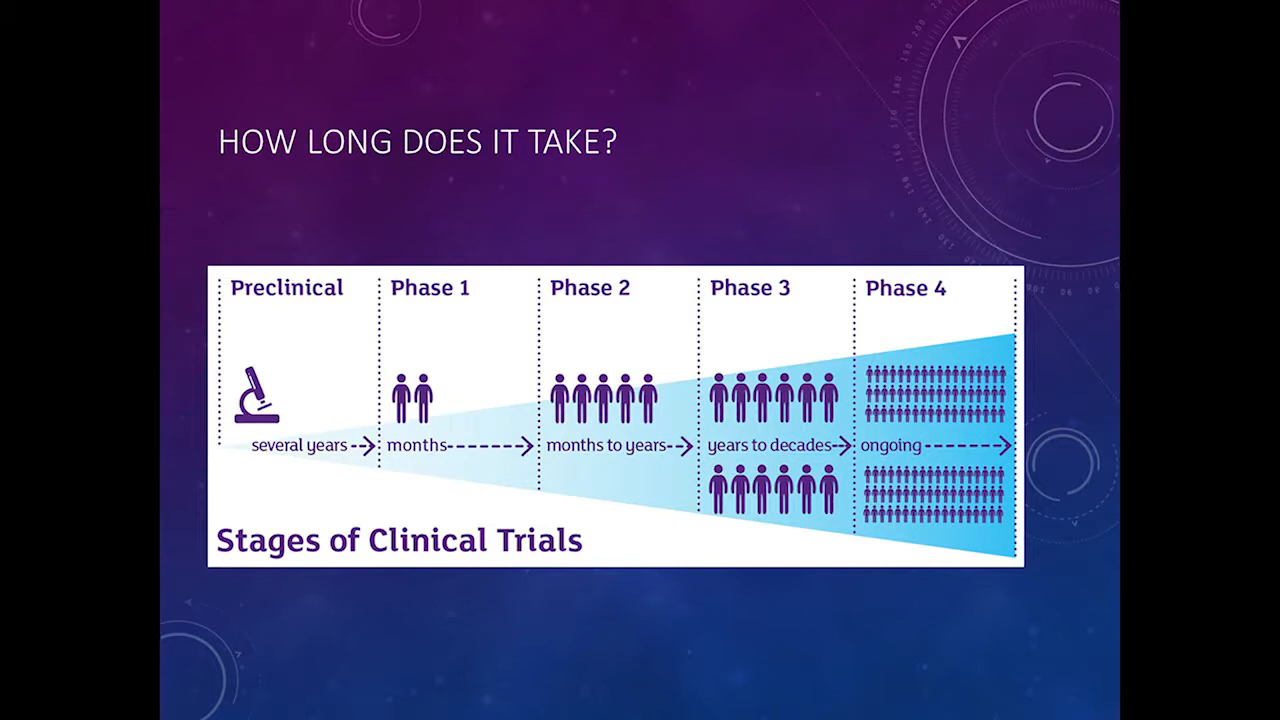 HOW LONG DOES IT TAKE?
Preclinical
Phase 1
Phase 2
Phase 3
Phase 4
several years
months
months to years
years to decades
ongoing
Stages of Clinical Trials